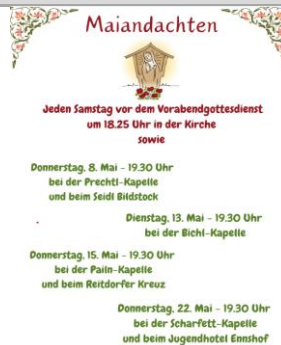 Maiandachten
Jeden Samstag vor dem Vorabendgottesdienst
um 18.25 Uhr in der Kirche
sowie
Donnerstag, 8. Mai - 19.30 Uhr
bei der Prechtl-Kapelle
und beim Seidl Bildstock
Dienstag, 13. Mai - 19.30 Uhr
bei der Bichl-Kapelle
Donnerstag, 15. Mai - 19.30 Uhr
bei der Pailn-Kapelle
und beim Reitdorfer Kreuz
Donnerstag, 22. Mai - 19.30 Uhr
bei der Scharfett-Kapelle
und beim Jugendhotel Ennshof